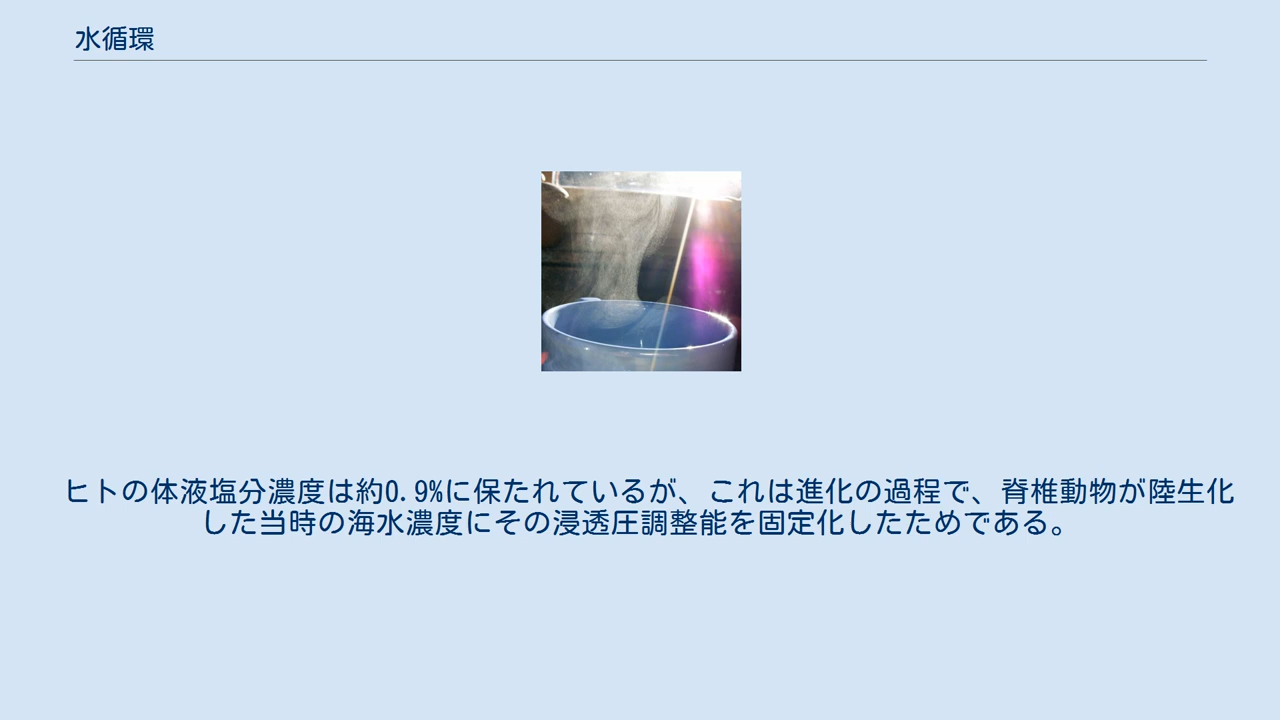 水循環
ヒトの体液塩分濃度は約0.9%に保たれているが、これは進化の過程で、脊椎動物が陸生化
した当時の海水濃度にその浸透圧調整能を固定化したためである。